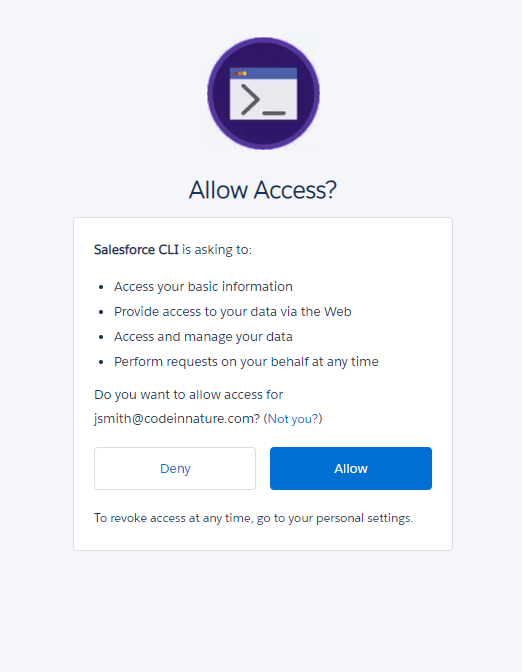 Allow Access?
Salesforce CLI is asking to:
• Access your basic information
• Provide access to your data via the Web
• Access and manage your data
• Perform requests on your behalf at any time
Do you want to allow access for
jsmith@codeinnature.com? (Not you?)
Deny
Allow
To revoke access at any time, go to your personal settings.